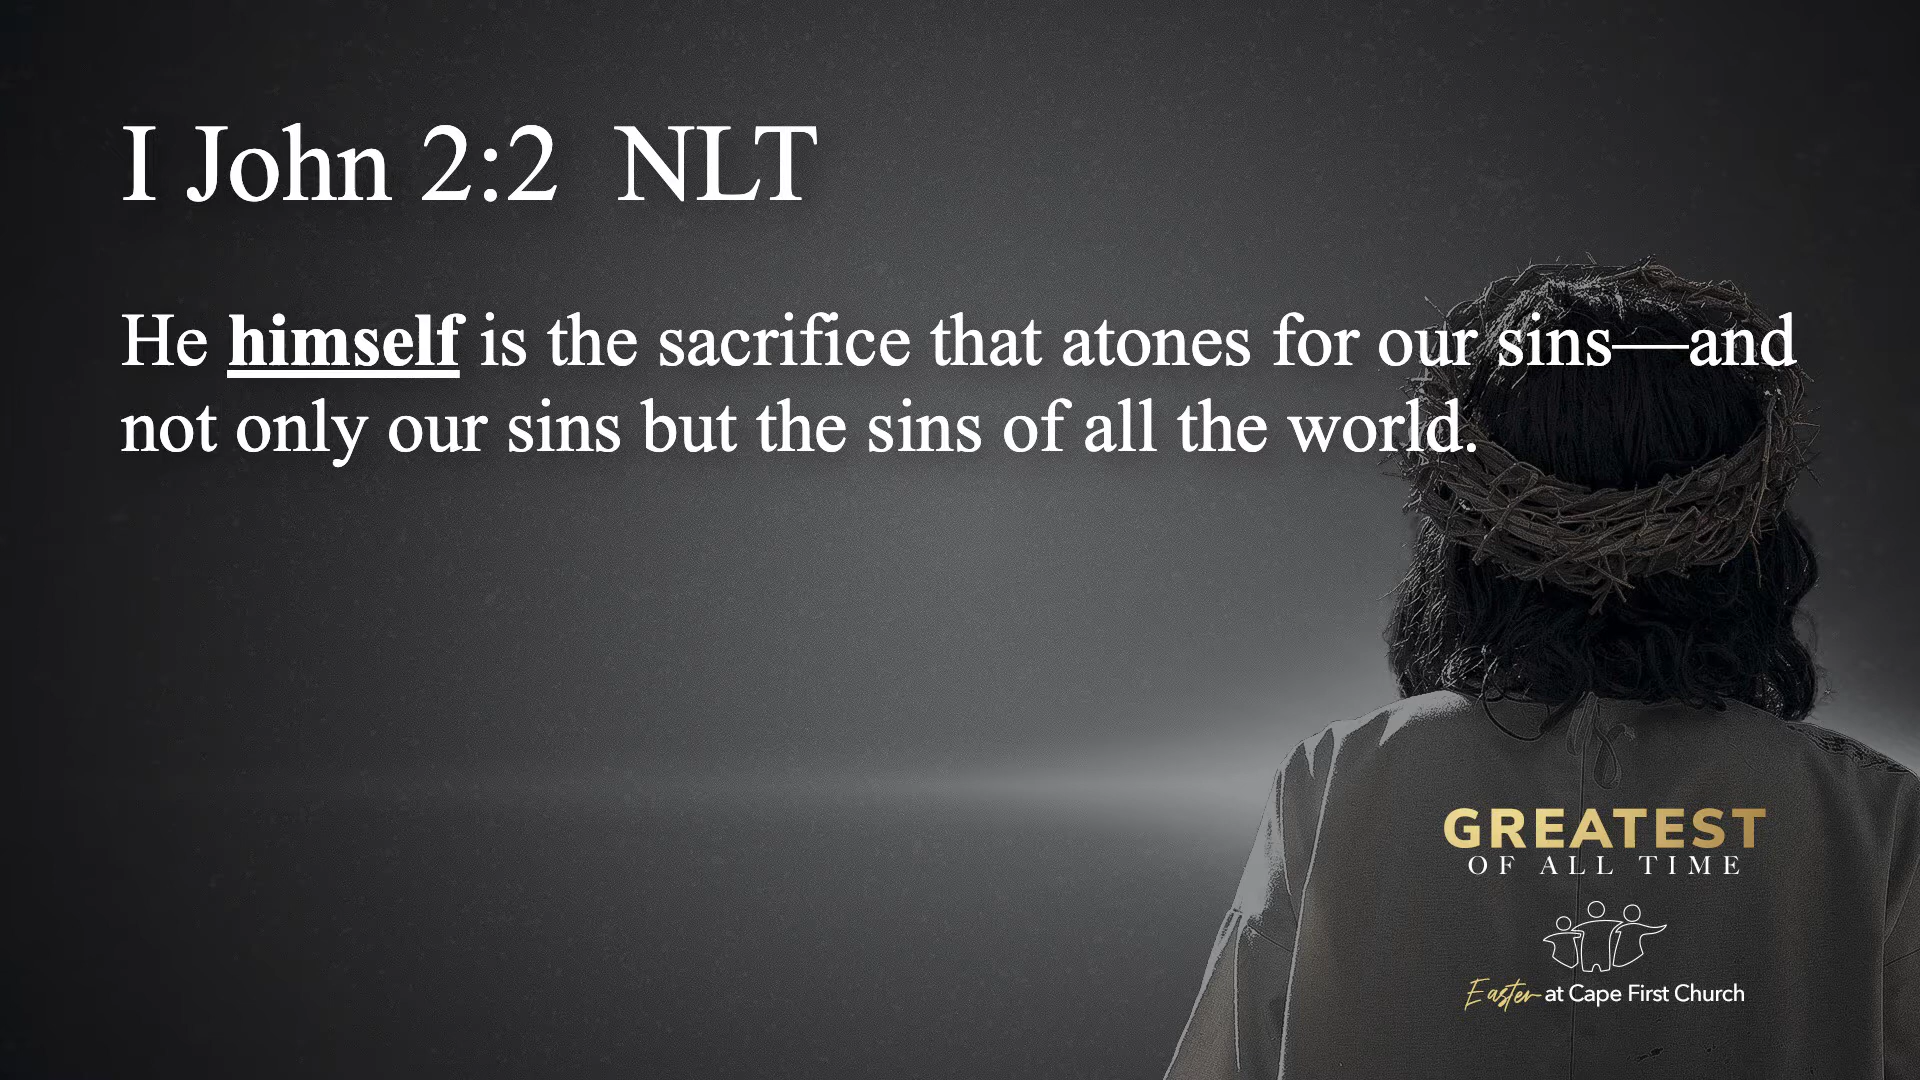 I John 2:2  NLT
He himself is the sacrifice that atones for our sins—and
not only our sins but the sins of all the world.
GREATEST
OF ALL TIME
Easter at Cape First Church